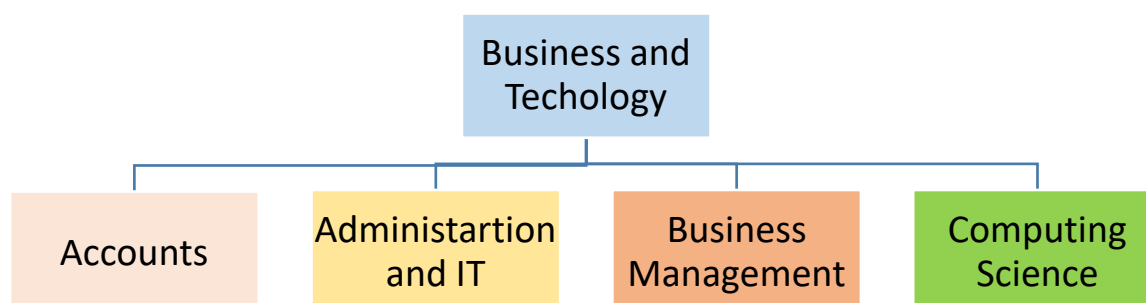 Business and
Techology
Accounts
Administartion
and IT
Business
Management
Computing
Science